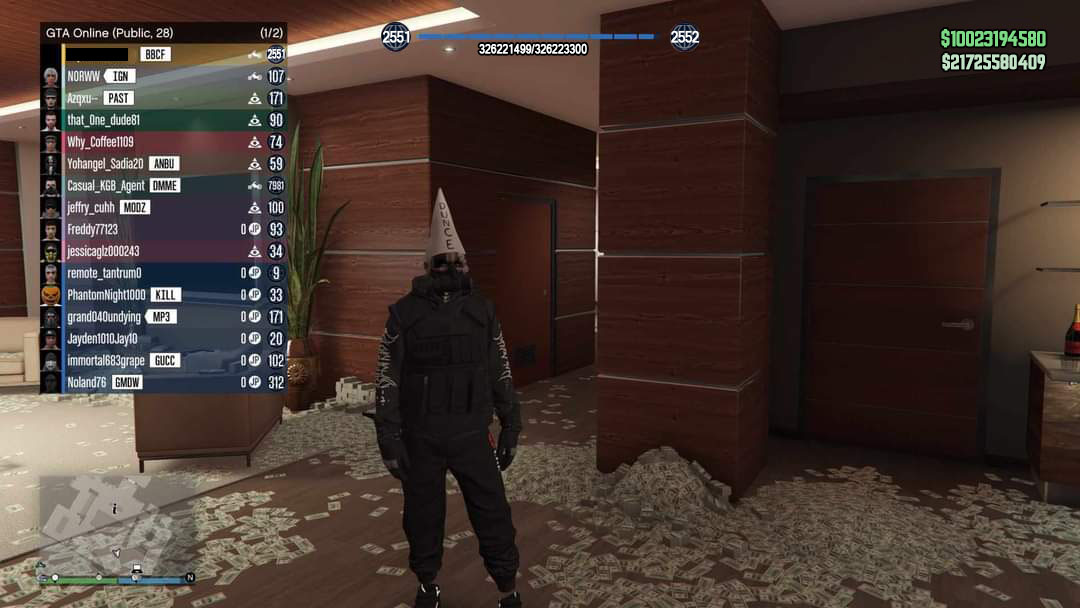 GTA Online (Public, 28) (1/2)
BBCF 2551
N0RWW IGN 107
Azqxu-- PAST 171
that_0ne_dude81 90
Why_Coffee1109 74
Yohangel_Sadia20 ANBU 59
Casual_KGB_Agent DMME 7981
jeffry_cuhh MODZ 100
Freddy77123 0 JP 93
jessicaglz000243 34
remote_tantrum0 0 JP 9
PhantomNight1000 KILL 0 JP 33
grand040undying MP3 0 JP 171
Jayden1010Jay10 0 JP 20
immortal683grape GUCC 0 JP 102
Noland76 GMDW 0 JP 312
2551 2552
326221499/326223300
$10023194580
$21725580409
DUNCE
N